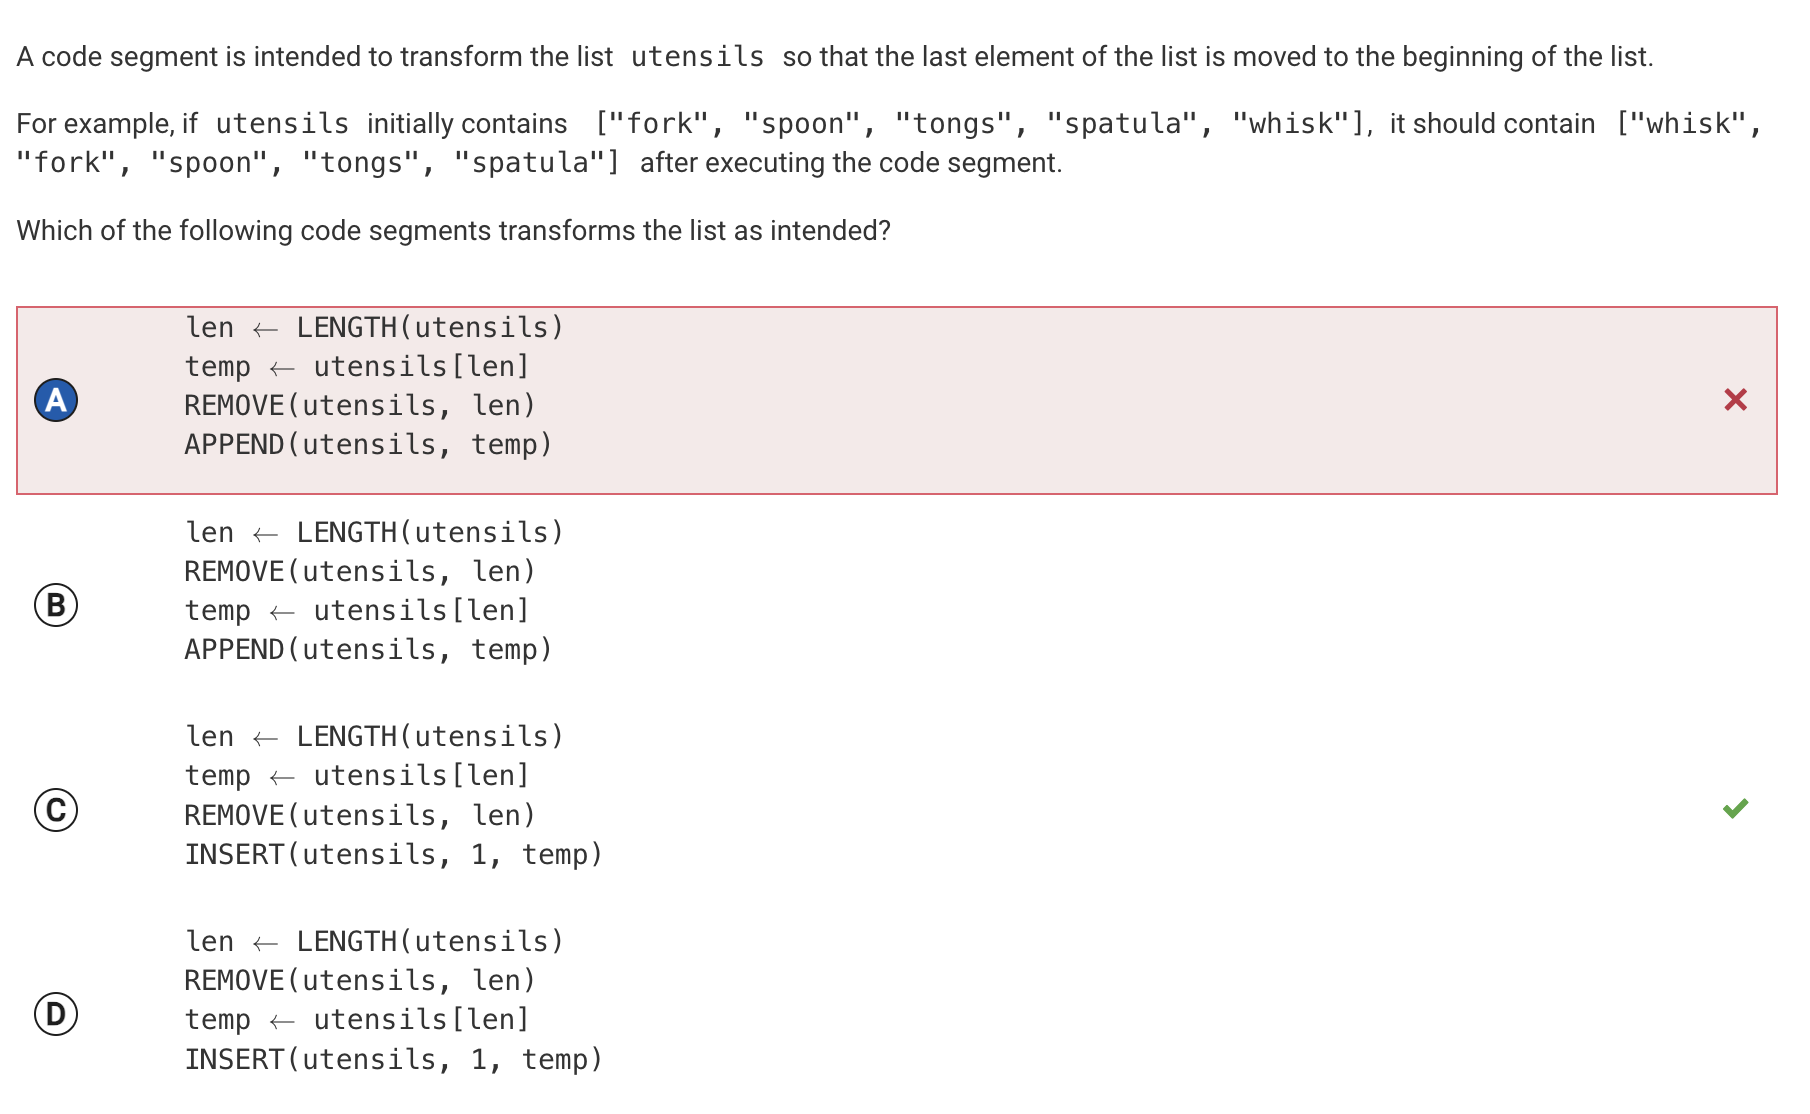 A code segment is intended to transform the list utensils so that the last element of the list is moved to the beginning of the list.
For example, if utensils initially contains ["fork", "spoon", "tongs", "spatula", "whisk"], it should contain ["whisk",
"fork", "spoon", "tongs", "spatula"] after executing the code segment.
Which of the following code segments transforms the list as intended?
len ← LENGTH(utensils)
temp ← utensils[len]
A
REMOVE(utensils, len)
APPEND(utensils, temp)
len ← LENGTH(utensils)
REMOVE(utensils, len)
B
temp ← utensils[len]
APPEND(utensils, temp)
len ← LENGTH(utensils)
temp ← utensils[len]
C
REMOVE(utensils, len)
INSERT(utensils, 1, temp)
len ← LENGTH(utensils)
REMOVE(utensils, len)
D
temp ← utensils[len]
INSERT(utensils, 1, temp)